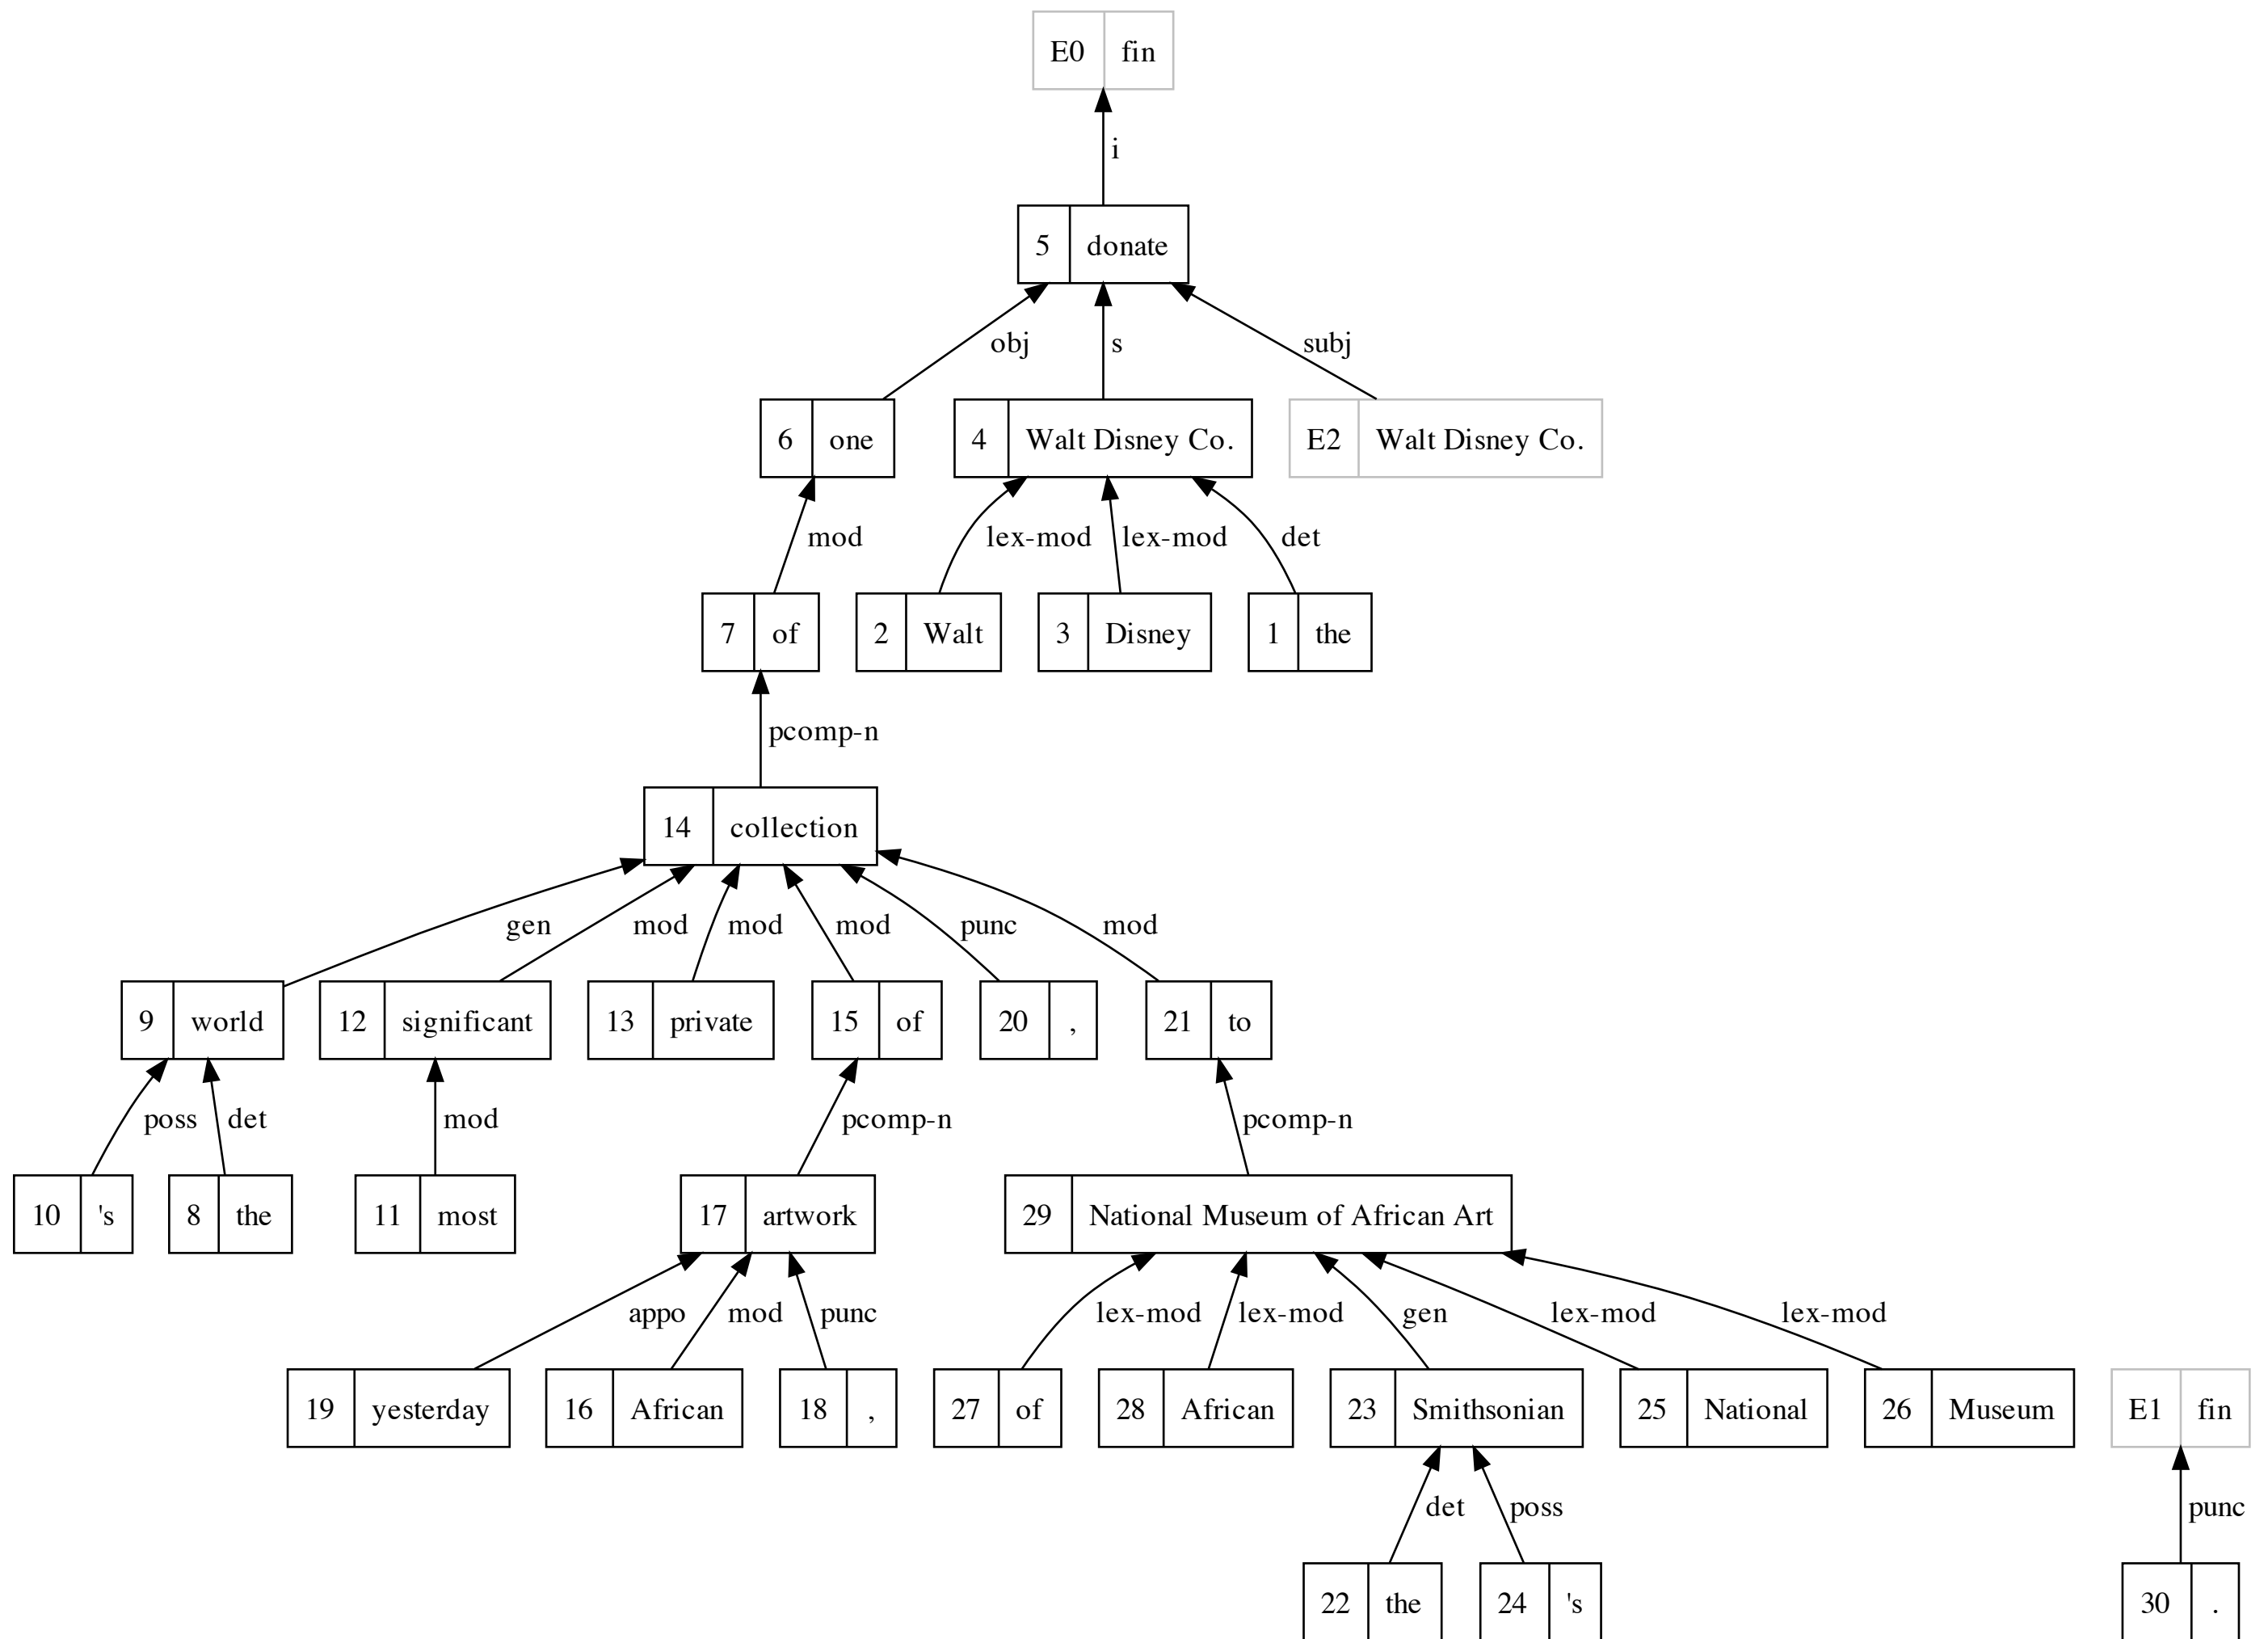 E0 fin
i
5 donate
obj s subj
6 one 4 Walt Disney Co. E2 Walt Disney Co.
mod lex-mod lex-mod det
7 of 2 Walt 3 Disney 1 the
pcomp-n
14 collection
gen mod mod mod punc mod
9 world 12 significant 13 private 15 of 20 , 21 to
poss det mod pcomp-n pcomp-n
10 's 8 the 11 most 17 artwork 29 National Museum of African Art
appo mod punc lex-mod lex-mod gen lex-mod lex-mod
19 yesterday 16 African 18 , 27 of 28 African 23 Smithsonian 25 National 26 Museum E1 fin
det poss punc
22 the 24 's 30 .